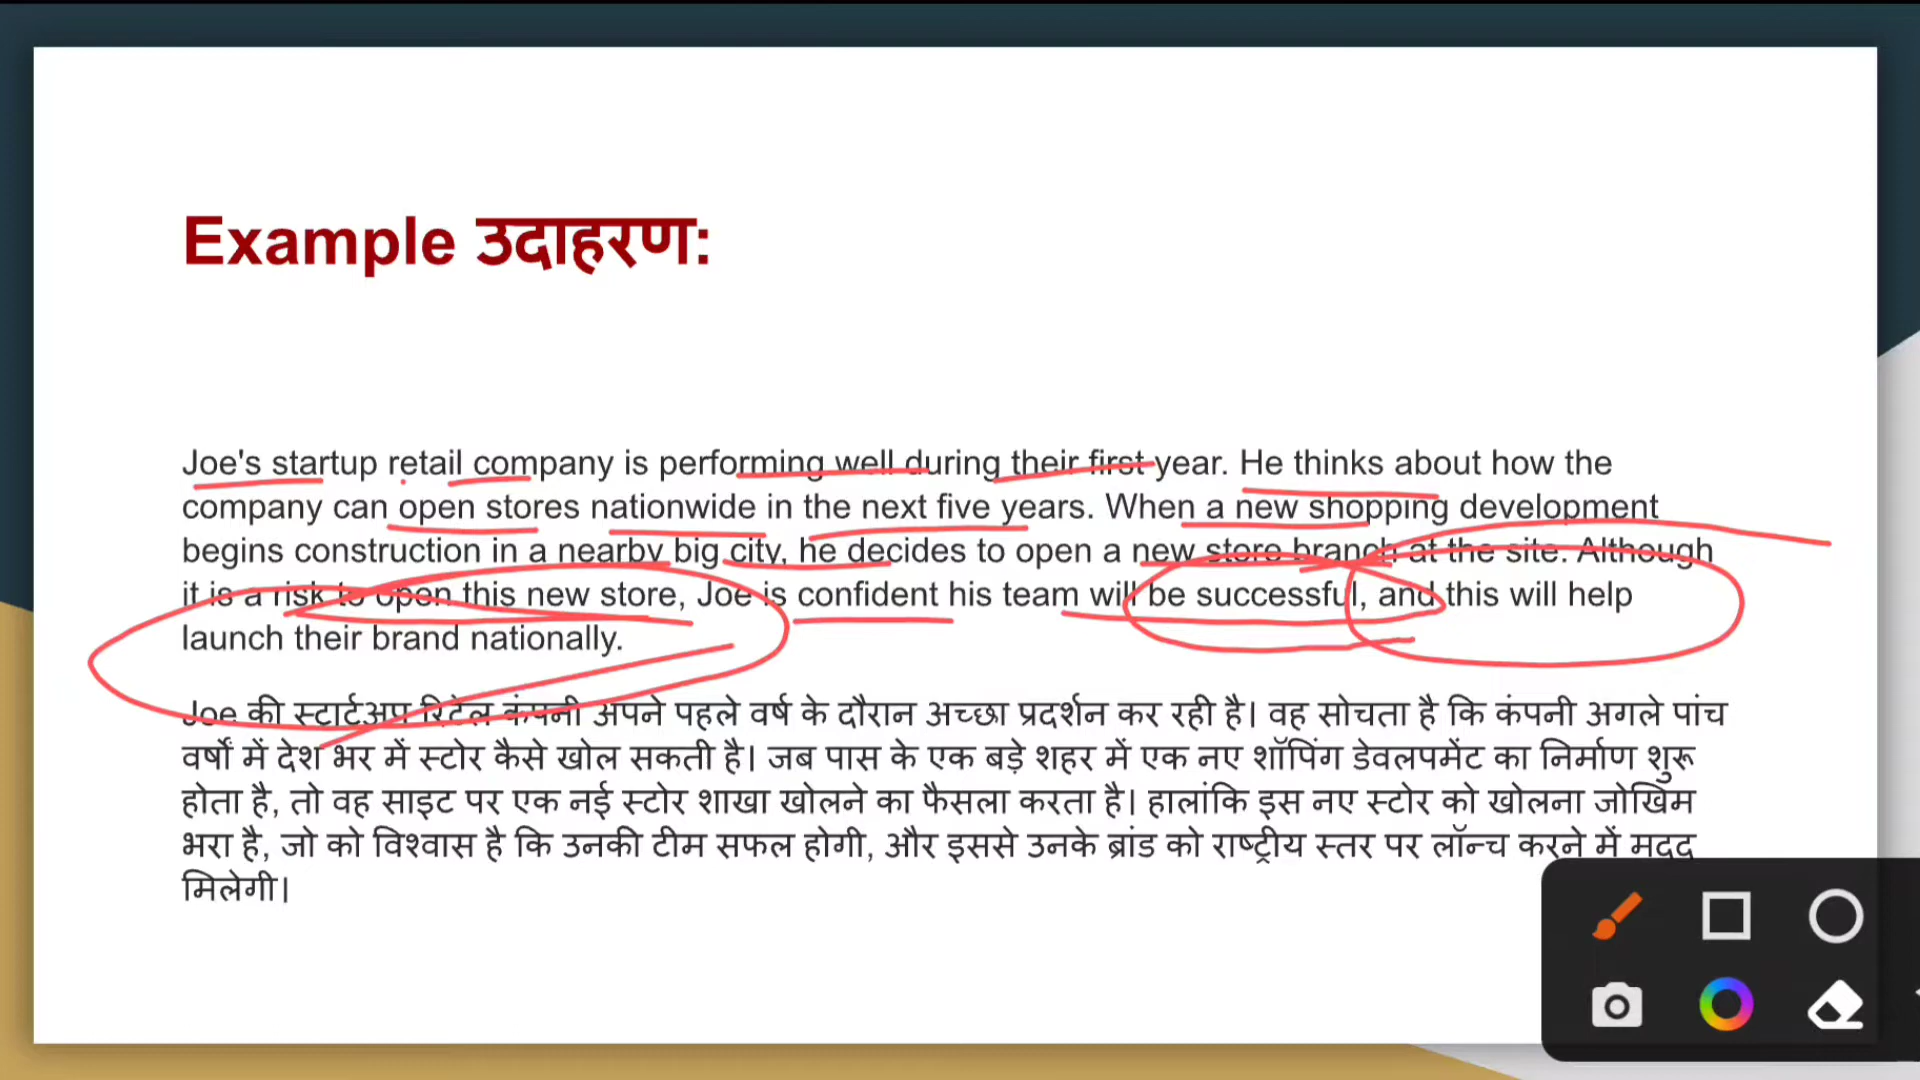 Example उदाहरण:
Joe's startup retail company is performing well during their first year. He thinks about how the
company can open stores nationwide in the next five years. When a new shopping development
begins construction in a nearby big city, he decides to open a new store branch at the site. Although
it is a risk to open this new store, Joe is confident his team will be successful, and this will help
launch their brand nationally.
Joe की स्टार्टअप रिटेल कंपनी अपने पहले वर्ष के दौरान अच्छा प्रदर्शन कर रही है। वह सोचता है कि कंपनी अगले पांच
वर्षों में देश भर में स्टोर कैसे खोल सकती है। जब पास के एक बड़े शहर में एक नए शॉपिंग डेवलपमेंट का निर्माण शुरू
होता है, तो वह साइट पर एक नई स्टोर शाखा खोलने का फैसला करता है। हालांकि इस नए स्टोर को खोलना जोखिम
भरा है, जो को विश्वास है कि उनकी टीम सफल होगी, और इससे उनके ब्रांड को राष्ट्रीय स्तर पर लॉन्च करने में मदद
मिलेगी।